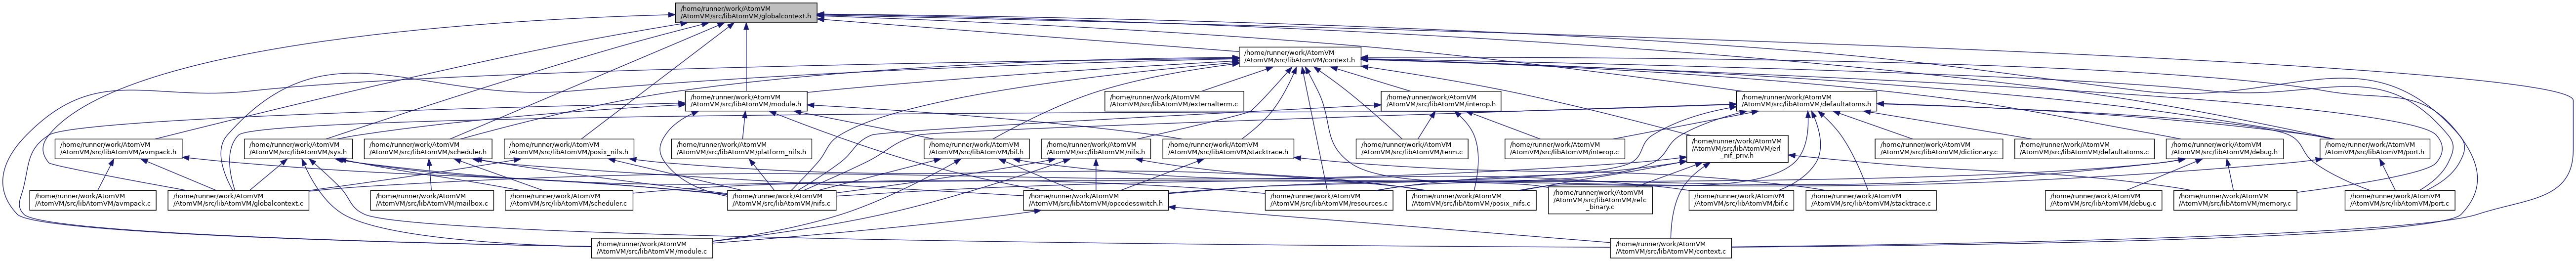 /home/runner/work/AtomVM
/AtomVM/src/libAtomVM/globalcontext.h
/home/runner/work/AtomVM
/AtomVM/src/libAtomVM/context.h
/home/runner/work/AtomVM
/AtomVM/src/libAtomVM/module.h
/home/runner/work/AtomVM
/AtomVM/src/libAtomVM/externalterm.c
/home/runner/work/AtomVM
/AtomVM/src/libAtomVM/interop.h
/home/runner/work/AtomVM
/AtomVM/src/libAtomVM/defaultatoms.h
/home/runner/work/AtomVM
/AtomVM/src/libAtomVM/avmpack.h
/home/runner/work/AtomVM
/AtomVM/src/libAtomVM/sys.h
/home/runner/work/AtomVM
/AtomVM/src/libAtomVM/scheduler.h
/home/runner/work/AtomVM
/AtomVM/src/libAtomVM/posix_nifs.h
/home/runner/work/AtomVM
/AtomVM/src/libAtomVM/platform_nifs.h
/home/runner/work/AtomVM
/AtomVM/src/libAtomVM/bif.h
/home/runner/work/AtomVM
/AtomVM/src/libAtomVM/nifs.h
/home/runner/work/AtomVM
/AtomVM/src/libAtomVM/stacktrace.h
/home/runner/work/AtomVM
/AtomVM/src/libAtomVM/term.c
/home/runner/work/AtomVM
/AtomVM/src/libAtomVM/interop.c
/home/runner/work/AtomVM
/AtomVM/src/libAtomVM/erl
_nif_priv.h
/home/runner/work/AtomVM
/AtomVM/src/libAtomVM/dictionary.c
/home/runner/work/AtomVM
/AtomVM/src/libAtomVM/defaultatoms.c
/home/runner/work/AtomVM
/AtomVM/src/libAtomVM/debug.h
/home/runner/work/AtomVM
/AtomVM/src/libAtomVM/port.h
/home/runner/work/AtomVM
/AtomVM/src/libAtomVM/avmpack.c
/home/runner/work/AtomVM
/AtomVM/src/libAtomVM/globalcontext.c
/home/runner/work/AtomVM
/AtomVM/src/libAtomVM/mailbox.c
/home/runner/work/AtomVM
/AtomVM/src/libAtomVM/scheduler.c
/home/runner/work/AtomVM
/AtomVM/src/libAtomVM/nifs.c
/home/runner/work/AtomVM
/AtomVM/src/libAtomVM/opcodesswitch.h
/home/runner/work/AtomVM
/AtomVM/src/libAtomVM/resources.c
/home/runner/work/AtomVM
/AtomVM/src/libAtomVM/posix_nifs.c
/home/runner/work/AtomVM
/AtomVM/src/libAtomVM/refc
_binary.c
/home/runner/work/AtomVM
/AtomVM/src/libAtomVM/bif.c
/home/runner/work/AtomVM
/AtomVM/src/libAtomVM/stacktrace.c
/home/runner/work/AtomVM
/AtomVM/src/libAtomVM/debug.c
/home/runner/work/AtomVM
/AtomVM/src/libAtomVM/memory.c
/home/runner/work/AtomVM
/AtomVM/src/libAtomVM/port.c
/home/runner/work/AtomVM
/AtomVM/src/libAtomVM/module.c
/home/runner/work/AtomVM
/AtomVM/src/libAtomVM/context.c